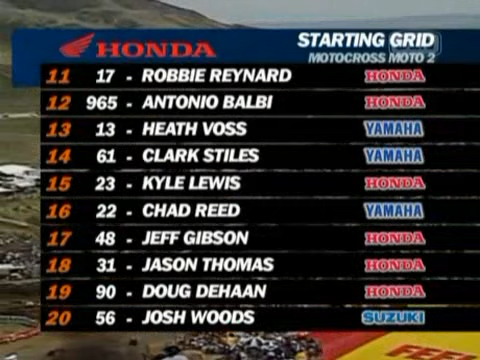 HONDA STARTING GRID
MOTOCROSS MOTO 2
11 17 - ROBBIE REYNARD HONDA
12 965 - ANTONIO BALBI HONDA
13 13 - HEATH VOSS YAMAHA
14 61 - CLARK STILES YAMAHA
15 23 - KYLE LEWIS HONDA
16 22 - CHAD REED YAMAHA
17 48 - JEFF GIBSON HONDA
18 31 - JASON THOMAS HONDA
19 90 - DOUG DEHAAN HONDA
20 56 - JOSH WOODS SUZUKI